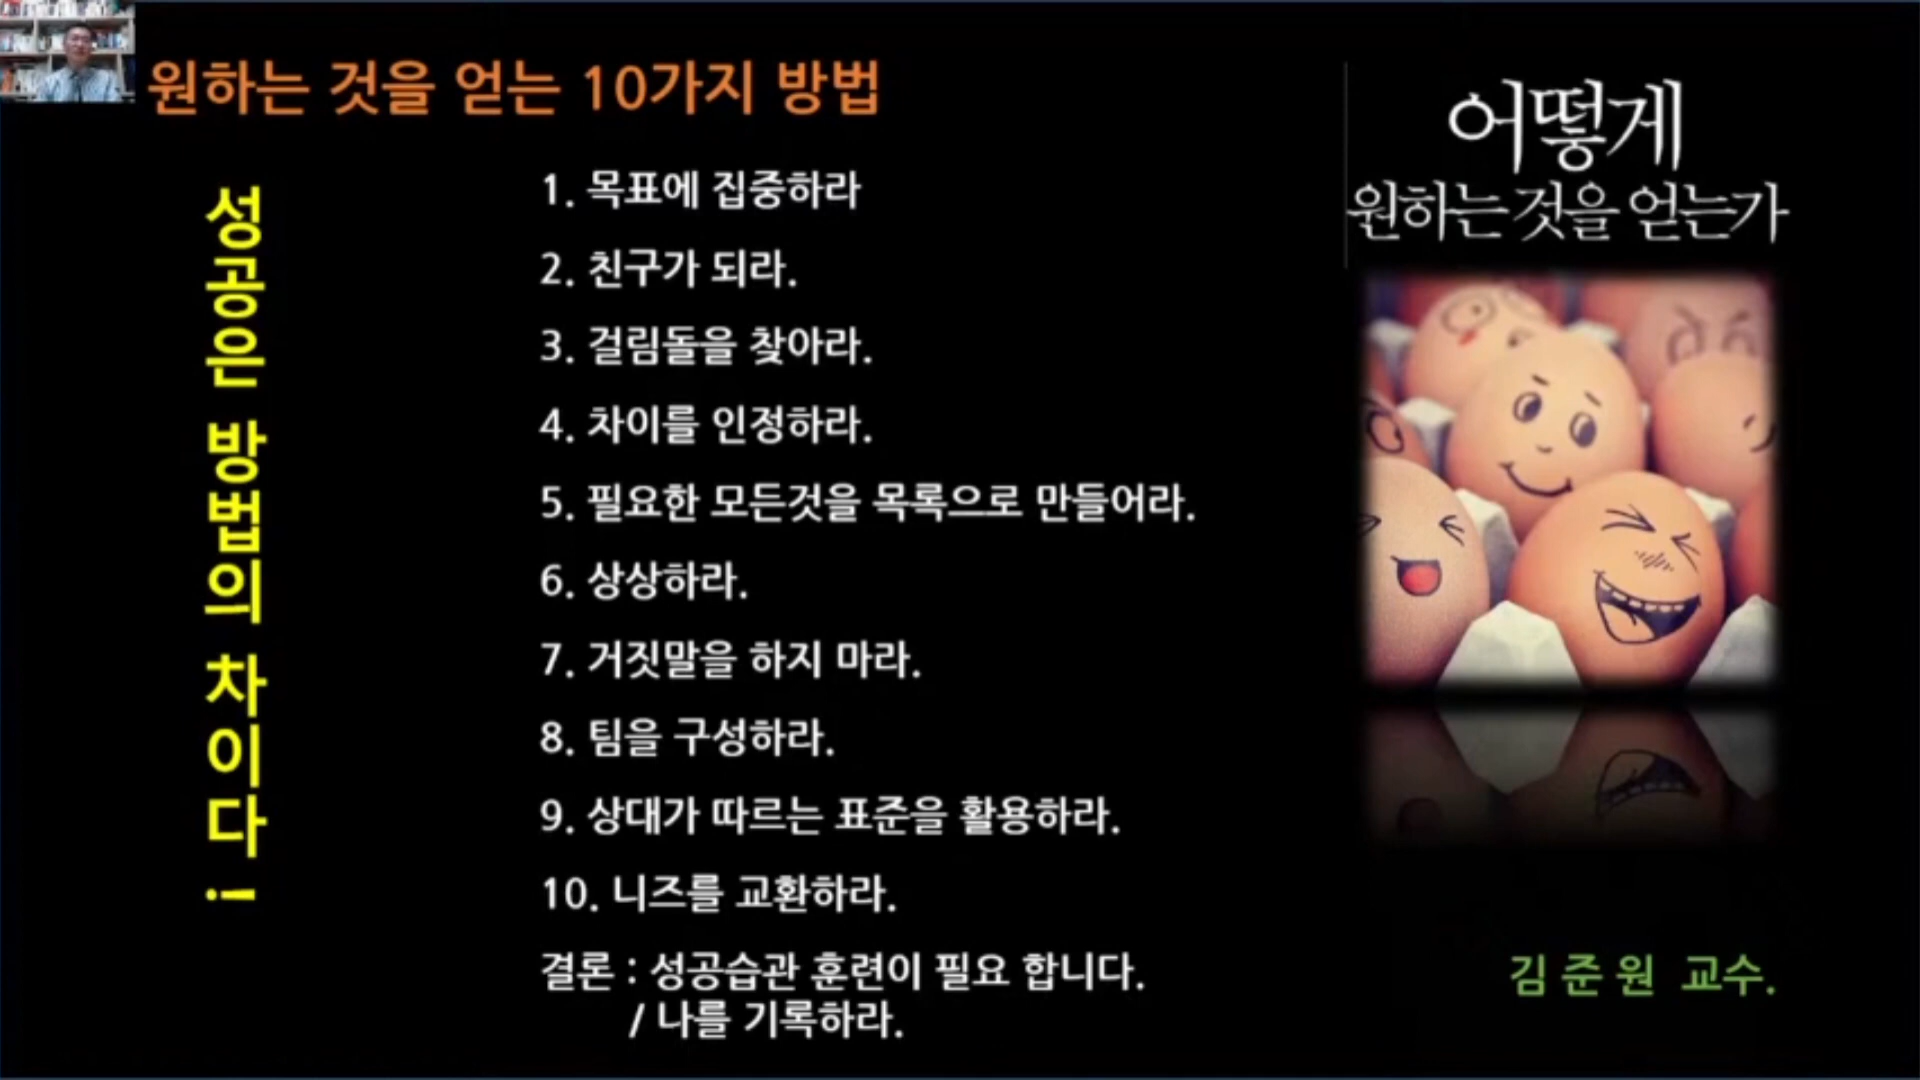 원하는 것을 얻는 10가지 방법
성공은 방법의 차이다!
1. 목표에 집중하라
2. 친구가 되라.
3. 걸림돌을 찾아라.
4. 차이를 인정하라.
5. 필요한 모든것을 목록으로 만들어라.
6. 상상하라.
7. 거짓말을 하지 마라.
8. 팀을 구성하라.
9. 상대가 따르는 표준을 활용하라.
10. 니즈를 교환하라.
결론 : 성공습관 훈련이 필요 합니다.
/ 나를 기록하라.
어떻게
원하는 것을 얻는가
김 준 원 교수.